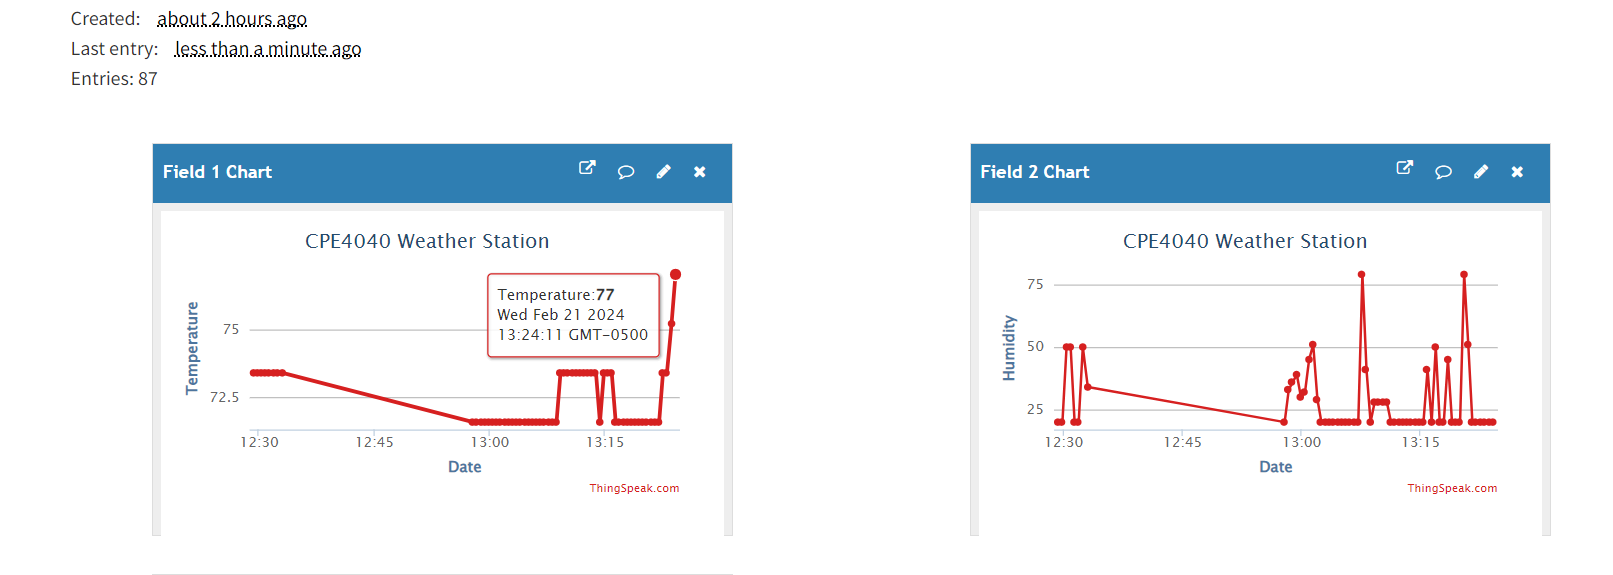 Created: about 2 hours ago
Last entry: less than a minute ago
Entries: 87
Field 1 Chart
CPE4040 Weather Station
Temperature
75
72.5
Temperature:77
Wed Feb 21 2024
13:24:11 GMT-0500
12:30 12:45 13:00 13:15
Date
ThingSpeak.com
Field 2 Chart
CPE4040 Weather Station
Humidity
75
50
25
12:30 12:45 13:00 13:15
Date
ThingSpeak.com